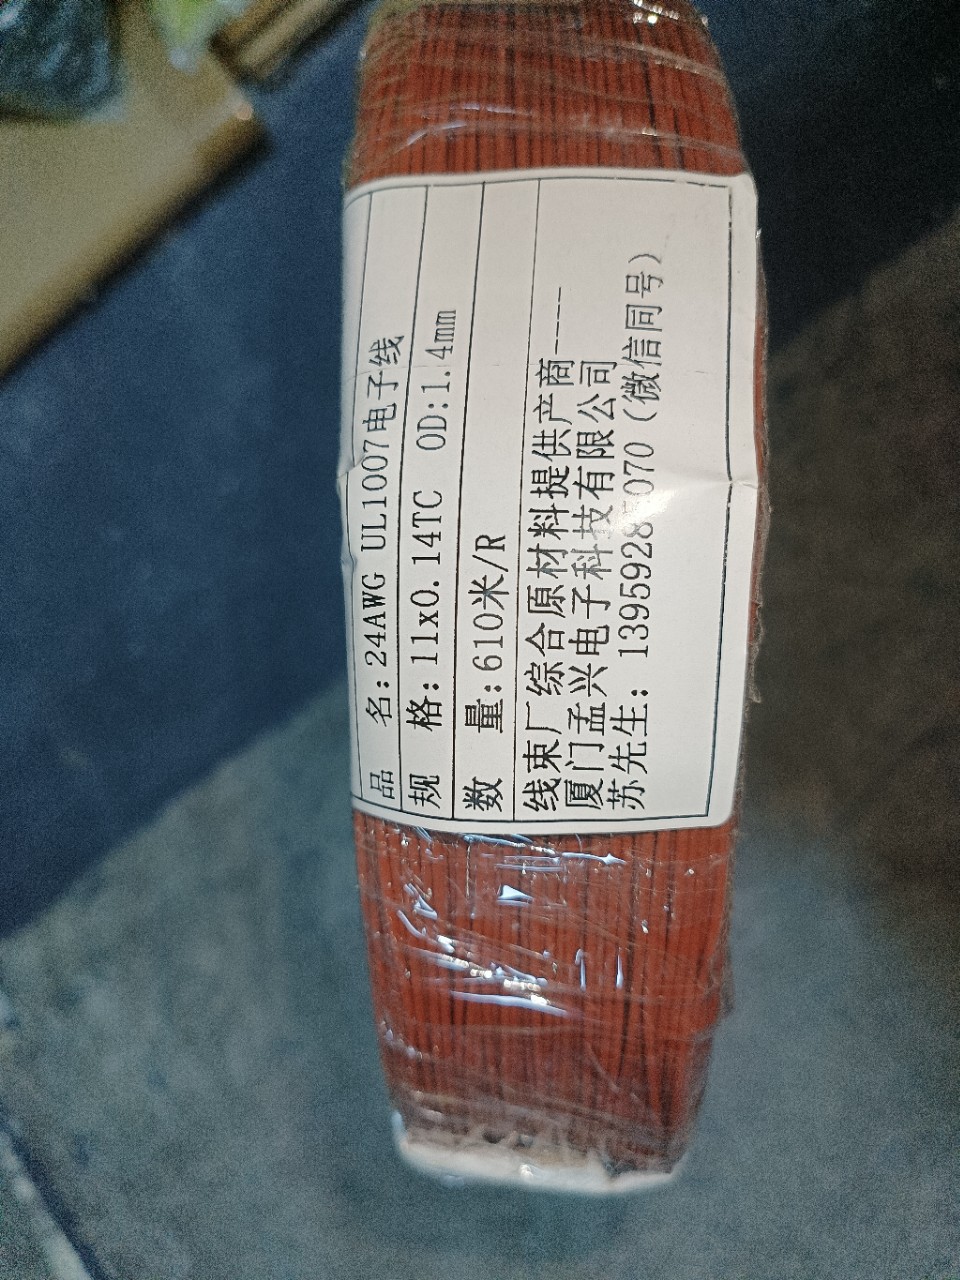 品 名：24AWG UL1007电子线
规 格：11x0.14TC OD:1.4mm
数 量：610米/R
线束厂综合原材料提供产商----
厦门孟兴电子科技有限公司
苏先生：1395928 070（微信同号）